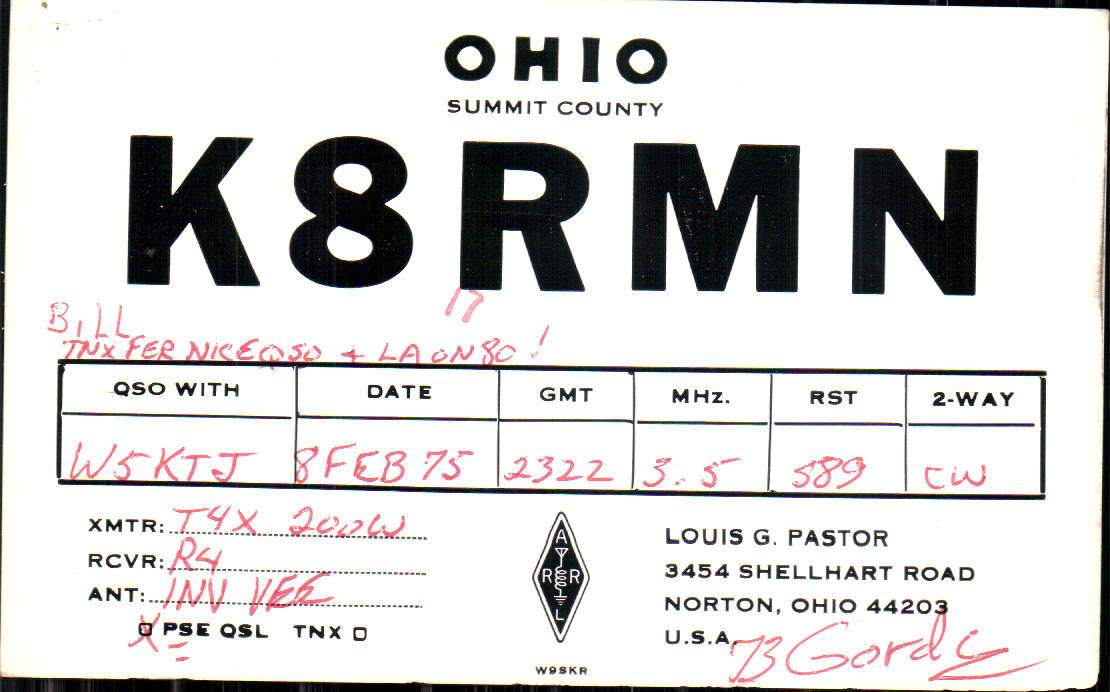 OHIO
SUMMIT COUNTY
K8RMN
17
BILL
TNX FER NICE QSO + LA ON 80!
QSO WITH DATE GMT MHz. RST 2-WAY
W5KTJ 8 FEB 75 2322 3.5 589 CW
XMTR: T4X 200W
RCVR: R4
ANT: INV VEE
X PSE QSL TNX
ARRL
W9SKR
LOUIS G. PASTOR
3454 SHELLHART ROAD
NORTON, OHIO 44203
U.S.A.
73 Gordy